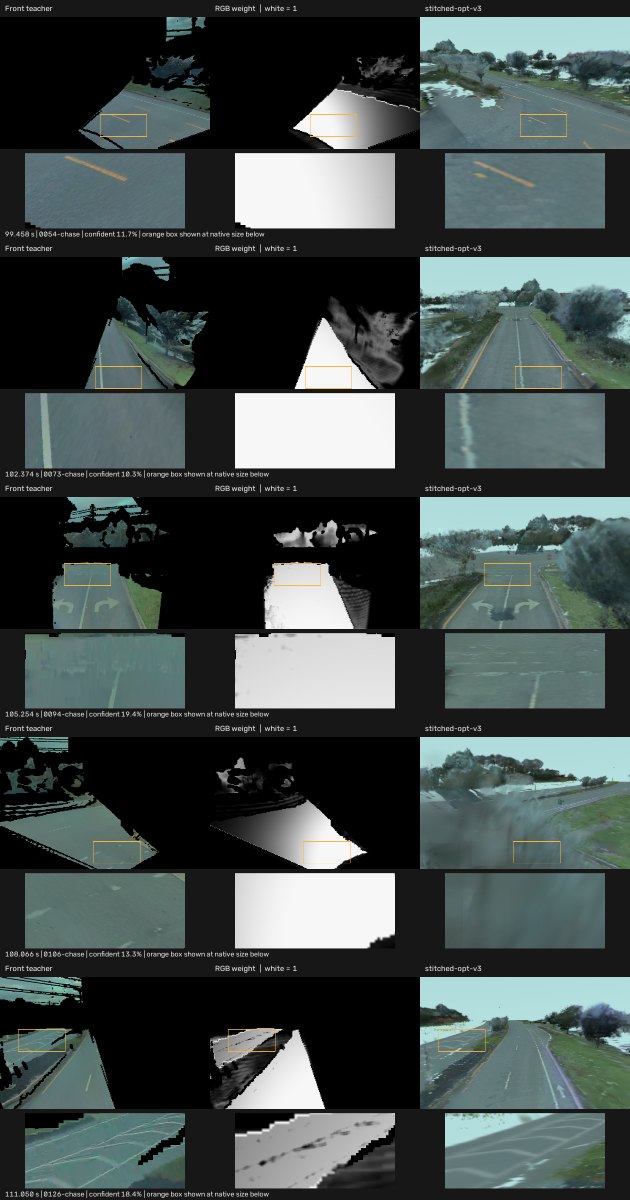 Front teacher RGB weight | white = 1 stitched-opt-v3
99.458 s | 0054-chase | confident 11.7% | orange box shown at native size below
Front teacher RGB weight | white = 1 stitched-opt-v3
102.374 s | 0073-chase | confident 10.3% | orange box shown at native size below
Front teacher RGB weight | white = 1 stitched-opt-v3
105.254 s | 0094-chase | confident 19.4% | orange box shown at native size below
Front teacher RGB weight | white = 1 stitched-opt-v3
108.066 s | 0106-chase | confident 13.3% | orange box shown at native size below
Front teacher RGB weight | white = 1 stitched-opt-v3
111.050 s | 0126-chase | confident 18.4% | orange box shown at native size below